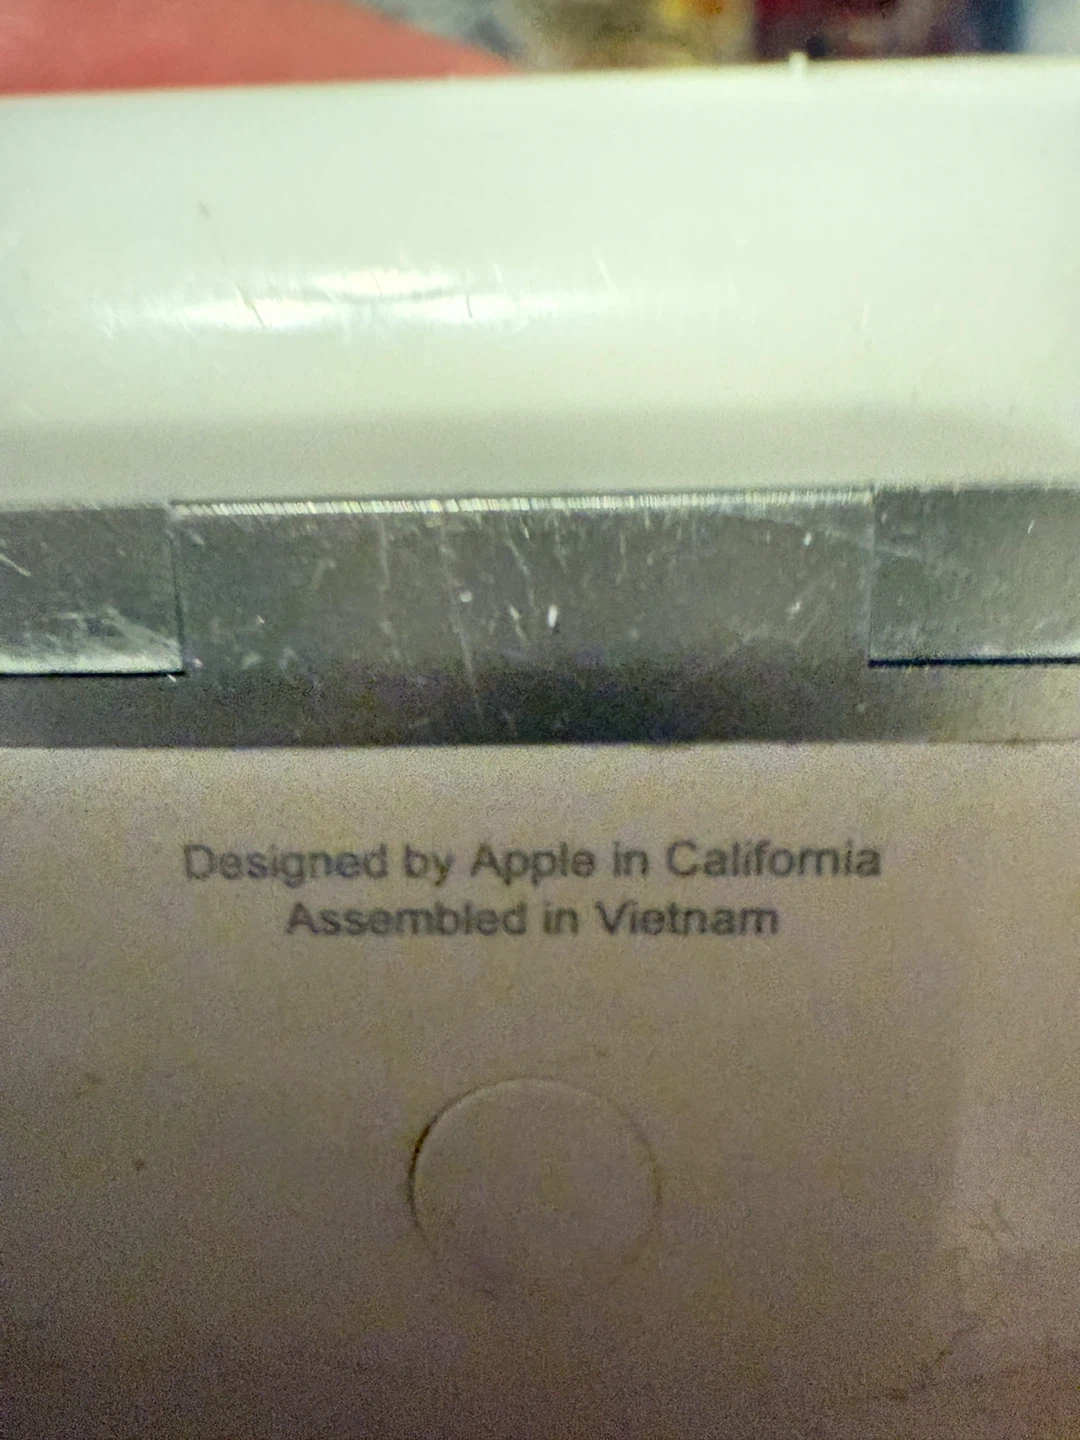 Designed by Apple in California
Assembled in Vietnam